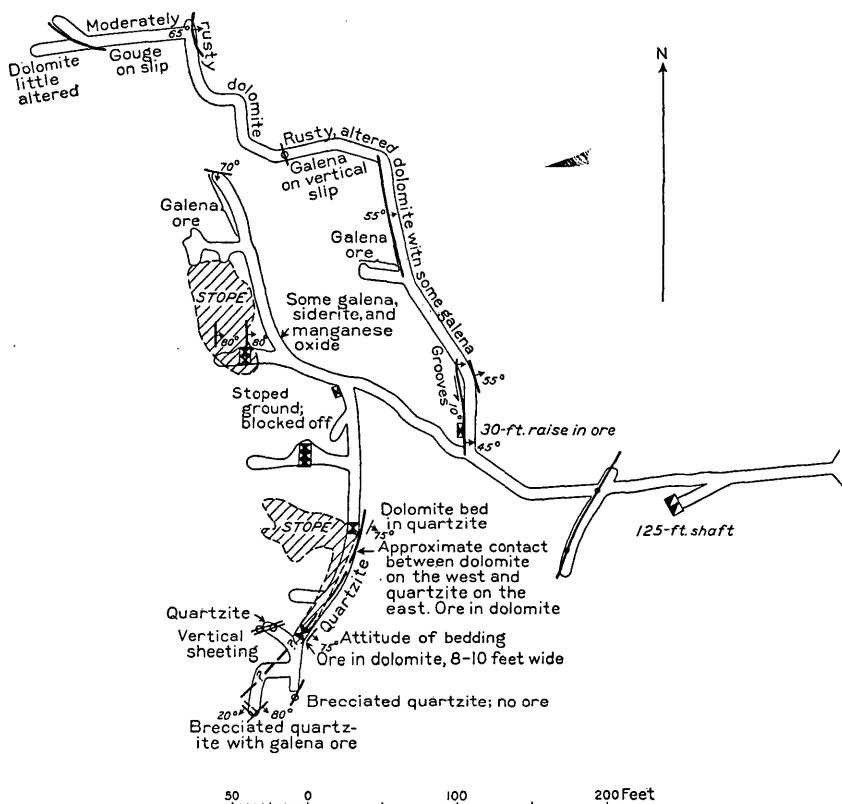 Moderately
65°
rusty
Dolomite
little
altered
Gouge
on slip
dolomite
N
Rusty, altered dolomite with some galena
Galena
on vertical
slip
70°
Galena
ore
55°
Galena
ore
STOPE
80°
80°
Some galena,
siderite, and
manganese
oxide
Grooves
10°
55°
Stoped
ground;
blocked off
30-ft. raise in ore
45°
125-ft. shaft
STOPE
Dolomite bed
in quartzite
75°
Approximate contact
between dolomite
on the west and
quartzite on the
east. Ore in dolomite
Quartzite
Quartzite
Vertical
sheeting
?
75°
Attitude of bedding
Ore in dolomite, 8-10 feet wide
?
Brecciated quartzite; no ore
20°
80°
Brecciated quartz-
ite with galena ore
50 0 100 200 Feet